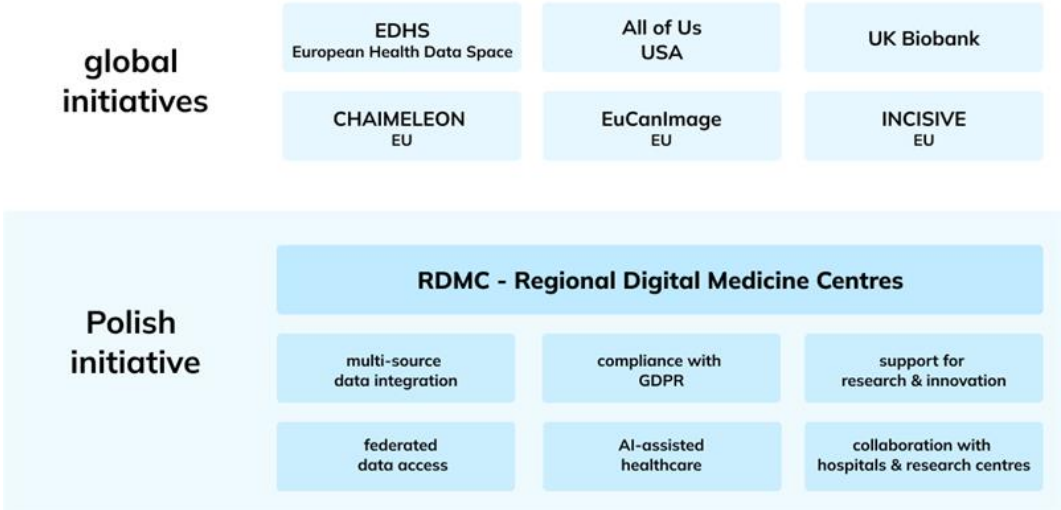 global
initiatives
EDHS
European Health Data Space
All of Us
USA
UK Biobank
CHAIMELEON
EU
EuCanImage
EU
INCISIVE
EU
Polish
initiative
RDMC - Regional Digital Medicine Centres
multi-source
data integration
compliance with
GDPR
support for
research & innovation
federated
data access
AI-assisted
healthcare
collaboration with
hospitals & research centres